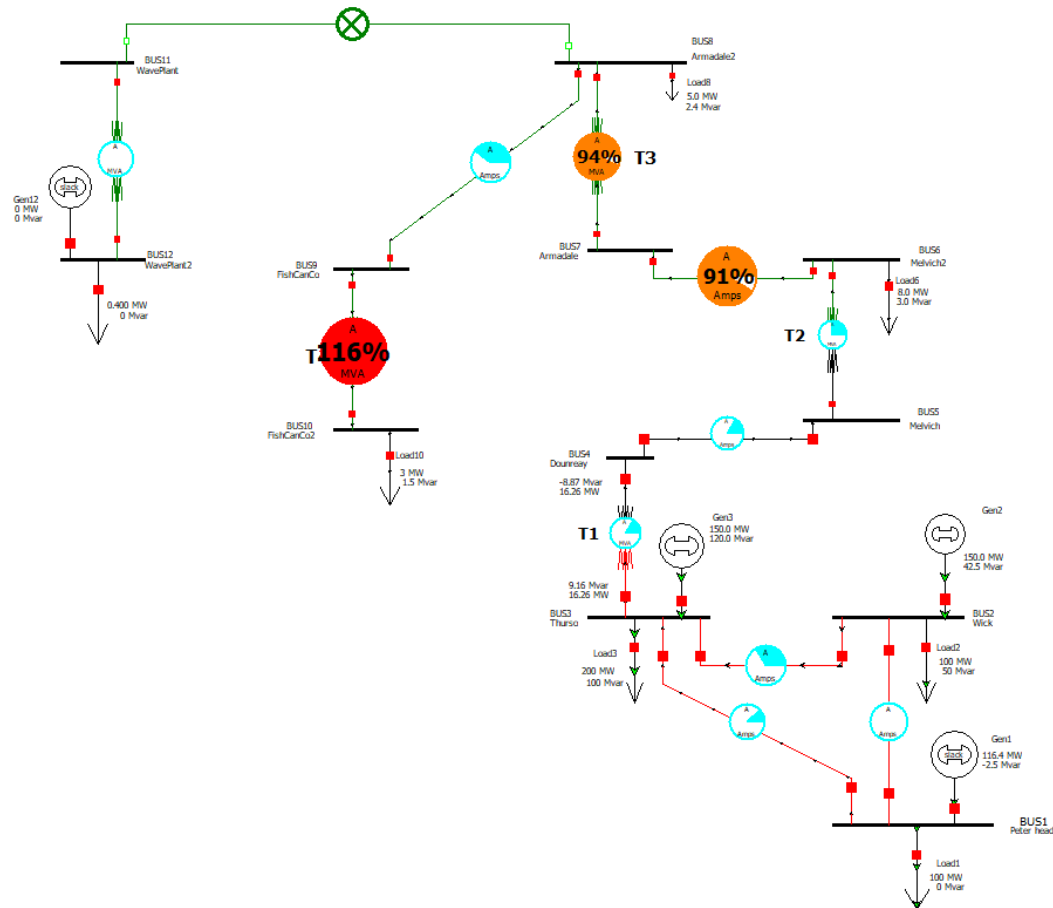 BUS11
WavePlant
BUS8
Armadale2
Load8
5.0 MW
2.4 Mvar
A
MVA
A
Amps
A
94%
MVA
T3
slack
Gen12
0 MW
0 Mvar
BUS12
WavePlant2
0.400 MW
0 Mvar
BUS9
FishCanCo
BUS7
Armadale
A
91%
Amps
BUS6
Melvich2
Load6
8.0 MW
3.0 Mvar
A
116%
MVA
T
T2
A
MVA
BUS10
FishCanCo2
Load10
3 MW
1.5 Mvar
BUS5
Melvich
A
Amps
BUS4
Dounreay
-8.87 Mvar
16.26 MW
T1
A
MVA
9.16 Mvar
16.26 MW
Gen3
150.0 MW
120.0 Mvar
Gen2
150.0 MW
42.5 Mvar
BUS3
Thurso
BUS2
Wick
Load3
200 MW
100 Mvar
A
Amps
Load2
100 MW
50 Mvar
A
Amps
A
Amps
Gen1
slack
116.4 MW
-2.5 Mvar
BUS1
Peter head
Load1
100 MW
0 Mvar